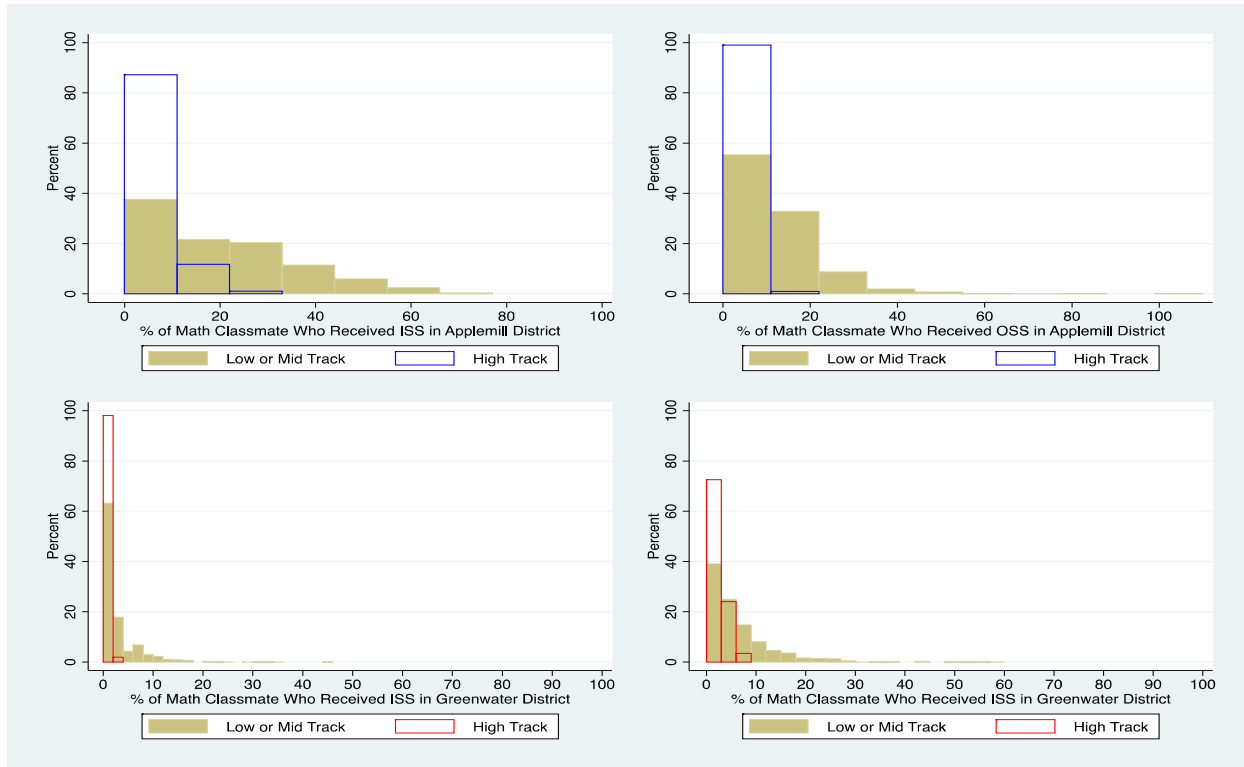 Percent
0 20 40 60 80 100
0 20 40 60 80 100
% of Math Classmate Who Received ISS in Applemill District
Low or Mid Track High Track
Percent
0 20 40 60 80 100
0 20 40 60 80 100
% of Math Classmate Who Received OSS in Applemill District
Low or Mid Track High Track
Percent
0 20 40 60 80 100
0 10 20 30 40 50 60 70 80 90 100
% of Math Classmate Who Received ISS in Greenwater District
Low or Mid Track High Track
Percent
0 20 40 60 80 100
0 10 20 30 40 50 60 70 80 90 100
% of Math Classmate Who Received ISS in Greenwater District
Low or Mid Track High Track